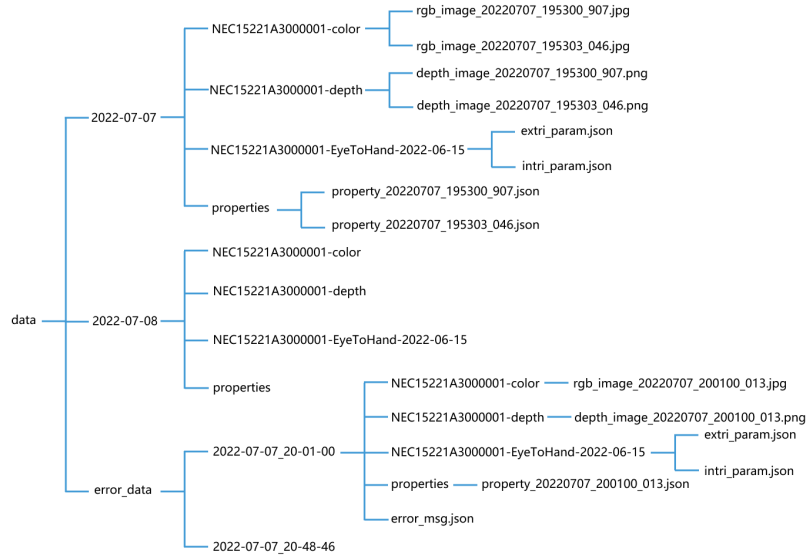 data
2022-07-07
NEC15221A3000001-color
rgb_image_20220707_195300_907.jpg
rgb_image_20220707_195303_046.jpg
NEC15221A3000001-depth
depth_image_20220707_195300_907.png
depth_image_20220707_195303_046.png
NEC15221A3000001-EyeToHand-2022-06-15
extri_param.json
intri_param.json
properties
property_20220707_195300_907.json
property_20220707_195303_046.json
2022-07-08
NEC15221A3000001-color
NEC15221A3000001-depth
NEC15221A3000001-EyeToHand-2022-06-15
properties
error_data
2022-07-07_20-01-00
NEC15221A3000001-color
rgb_image_20220707_200100_013.jpg
NEC15221A3000001-depth
depth_image_20220707_200100_013.png
NEC15221A3000001-EyeToHand-2022-06-15
extri_param.json
intri_param.json
properties
property_20220707_200100_013.json
error_msg.json
2022-07-07_20-48-46